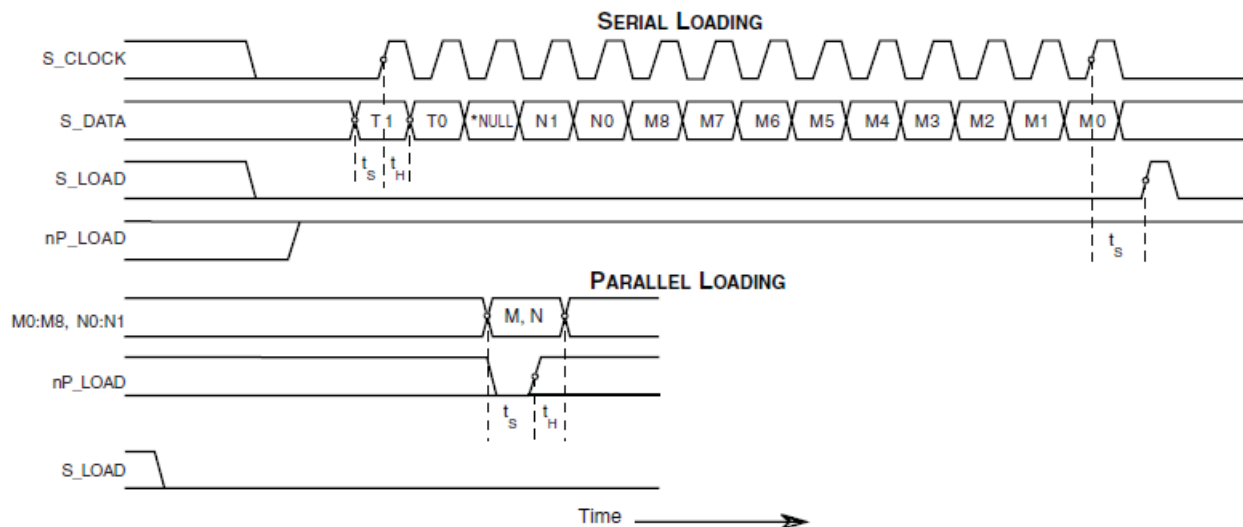 SERIAL LOADING
S_CLOCK
S_DATA T1 T0 *NULL N1 N0 M8 M7 M6 M5 M4 M3 M2 M1 M0
tS tH
S_LOAD
nP_LOAD
tS
PARALLEL LOADING
M0:M8, N0:N1 M, N
nP_LOAD
tS tH
S_LOAD
Time